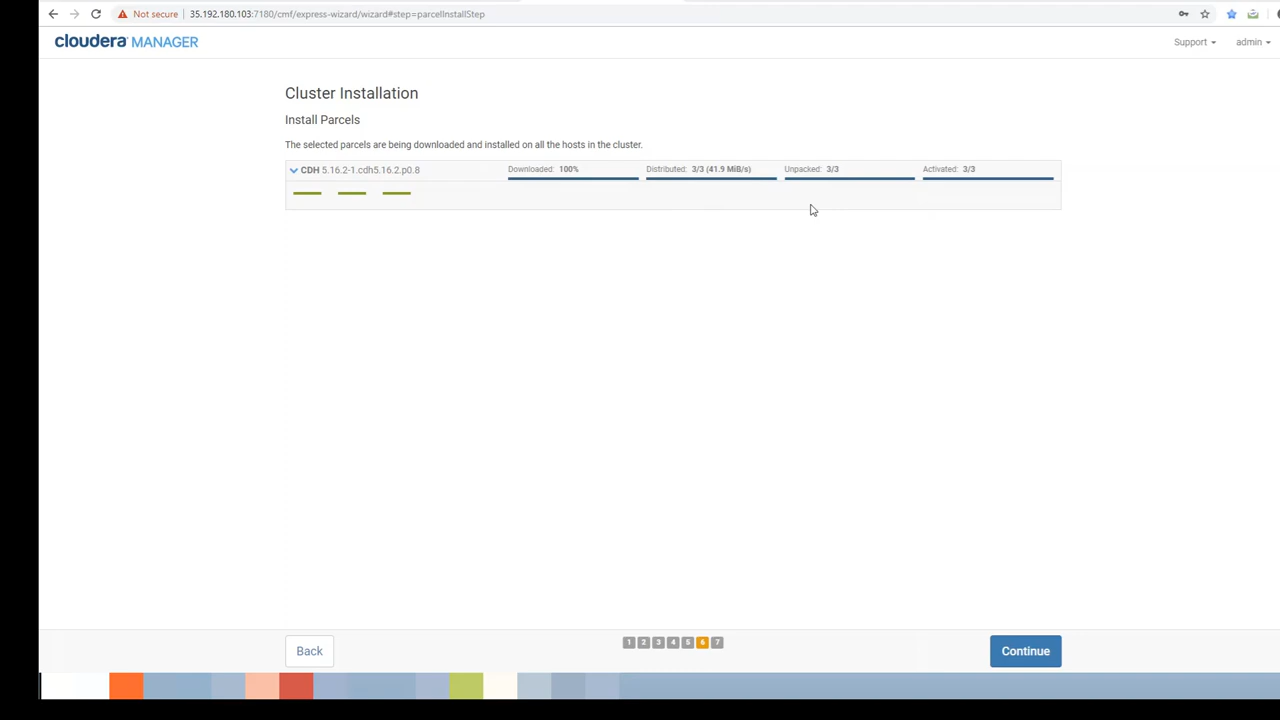 Not secure 35.192.180.103:7180/cmf/express-wizard/wizard#step=parcelInstallStep
cloudera MANAGER Support admin
Cluster Installation
Install Parcels
The selected parcels are being downloaded and installed on all the hosts in the cluster.
CDH 5.16.2-1.cdh5.16.2.p0.8 Downloaded: 100% Distributed: 3/3 (41.9 MiB/s) Unpacked: 3/3 Activated: 3/3
Back 1 2 3 4 5 6 7 Continue